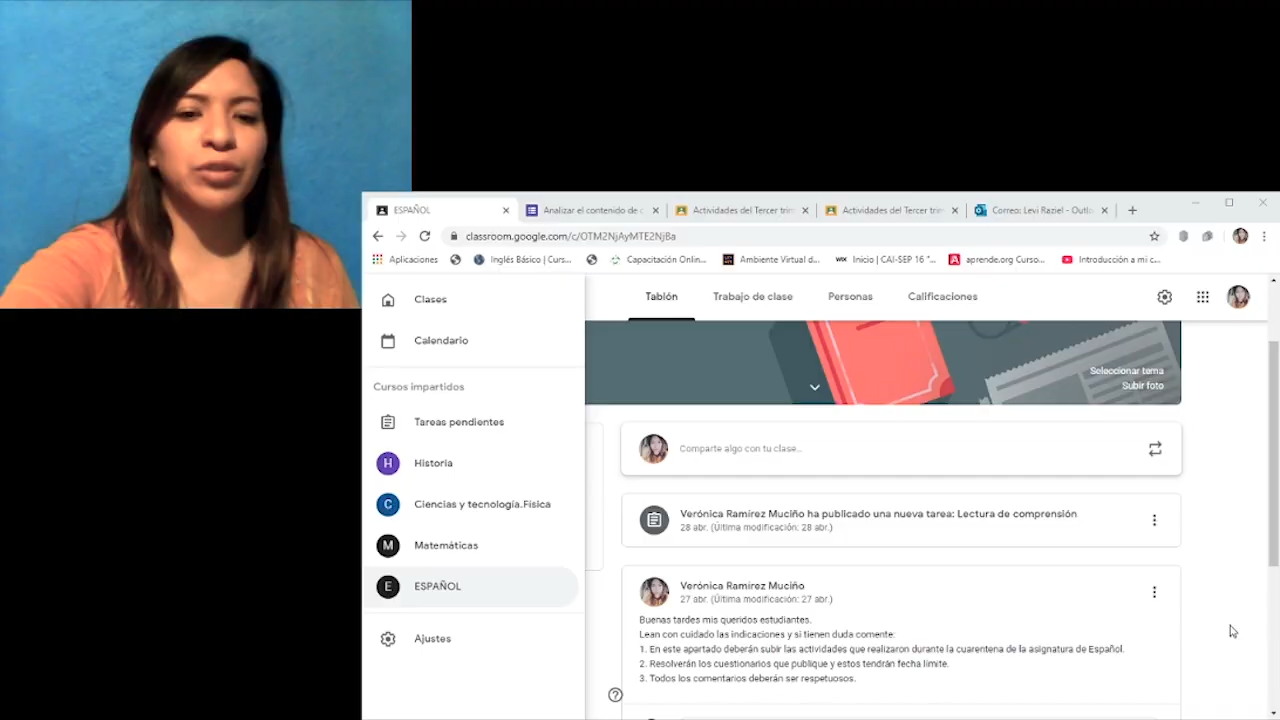 ESPAÑOL
Analizar el contenido de c
Actividades del Tercer trim
Actividades del Tercer trim
Correo: Levi Raziel - Outlo
classroom.google.com/c/OTM2NjAyMTE2NjBa
Aplicaciones
Inglés Básico | Curs...
Capacitación Onlin...
Ambiente Virtual d...
Inicio | CAI-SEP 16 "...
aprende.org Curso...
Introducción a mi c...
Clases
Calendario
Cursos impartidos
Tareas pendientes
H Historia
C Ciencias y tecnología.Física
M Matemáticas
E ESPAÑOL
Ajustes
Tablón
Trabajo de clase
Personas
Calificaciones
Seleccionar tema
Subir foto
Comparte algo con tu clase...
Verónica Ramírez Muciño ha publicado una nueva tarea: Lectura de comprensión
28 abr. (Última modificación: 28 abr.)
Verónica Ramírez Muciño
27 abr. (Última modificación: 27 abr.)
Buenas tardes mis queridos estudiantes.
Lean con cuidado las indicaciones y si tienen duda comente:
1. En este apartado deberán subir las actividades que realizaron durante la cuarentena de la asignatura de Español.
2. Resolverán los cuestionarios que publique y estos tendrán fecha límite.
3. Todos los comentarios deberán ser respetuosos.